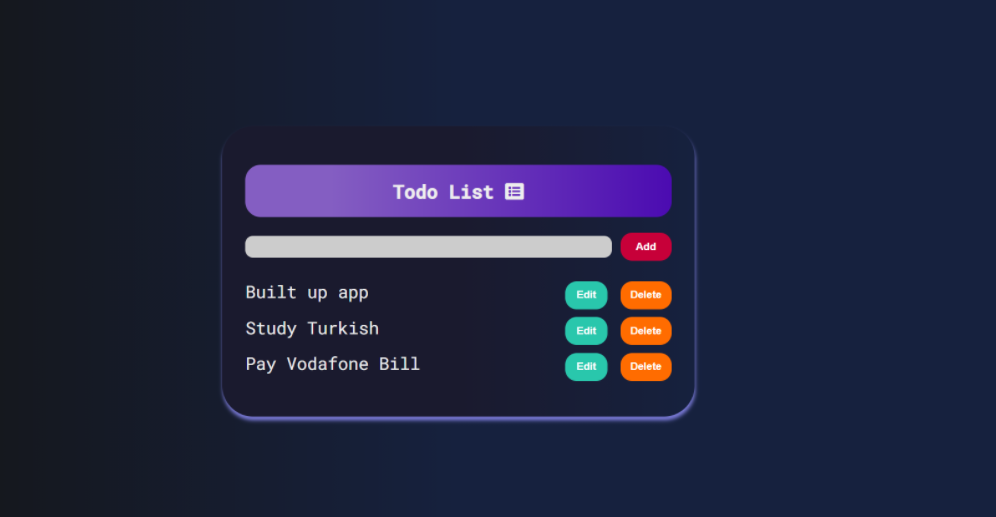 Todo List
Add
Built up app Edit Delete
Study Turkish Edit Delete
Pay Vodafone Bill Edit Delete